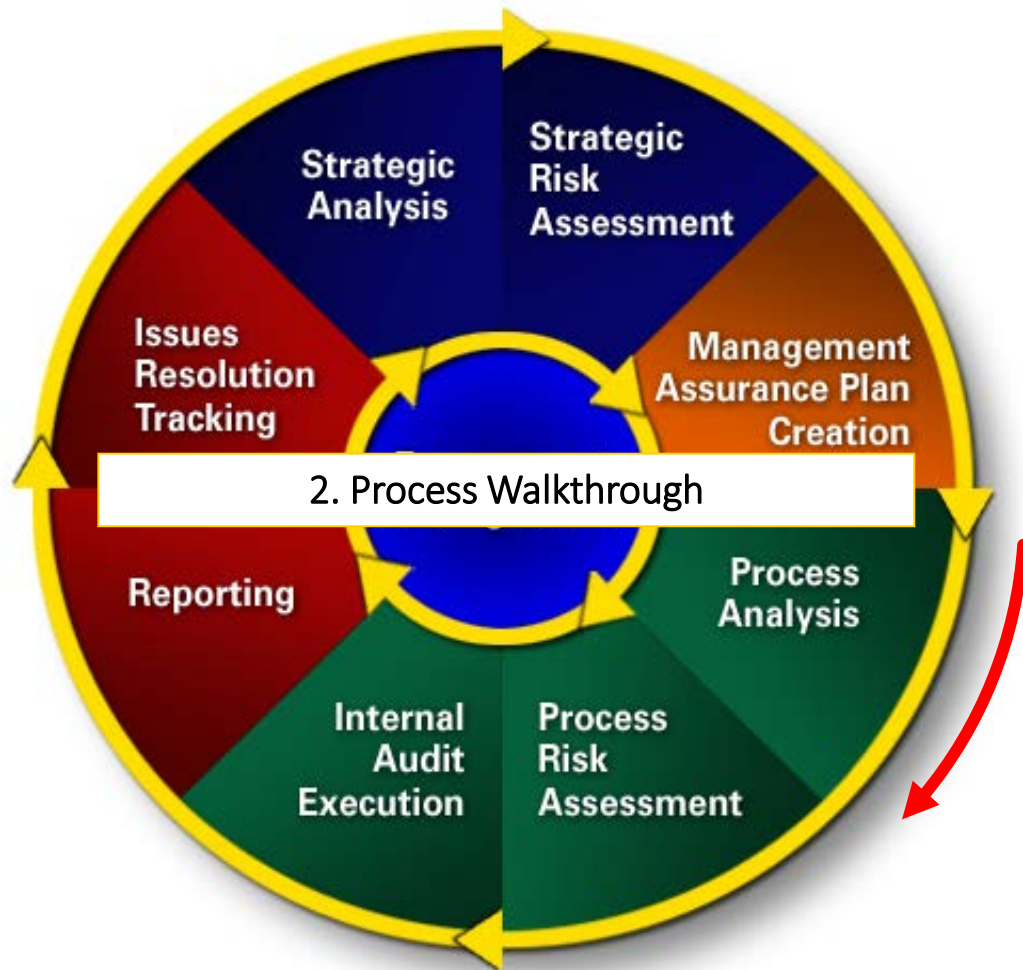 Strategic
Analysis
Strategic
Risk
Assessment
Management
Assurance Plan
Creation
Process
Analysis
Process
Risk
Assessment
Internal
Audit
Execution
Reporting
Issues
Resolution
Tracking
2. Process Walkthrough